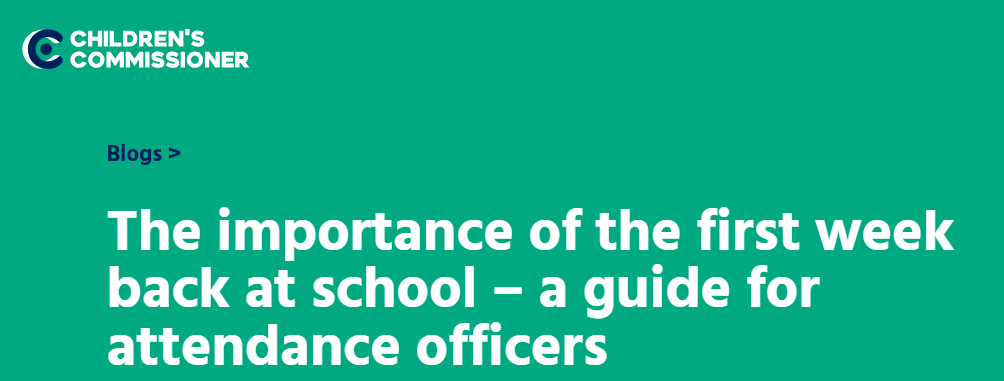 CHILDREN'S
COMMISSIONER
Blogs >
The importance of the first week
back at school – a guide for
attendance officers